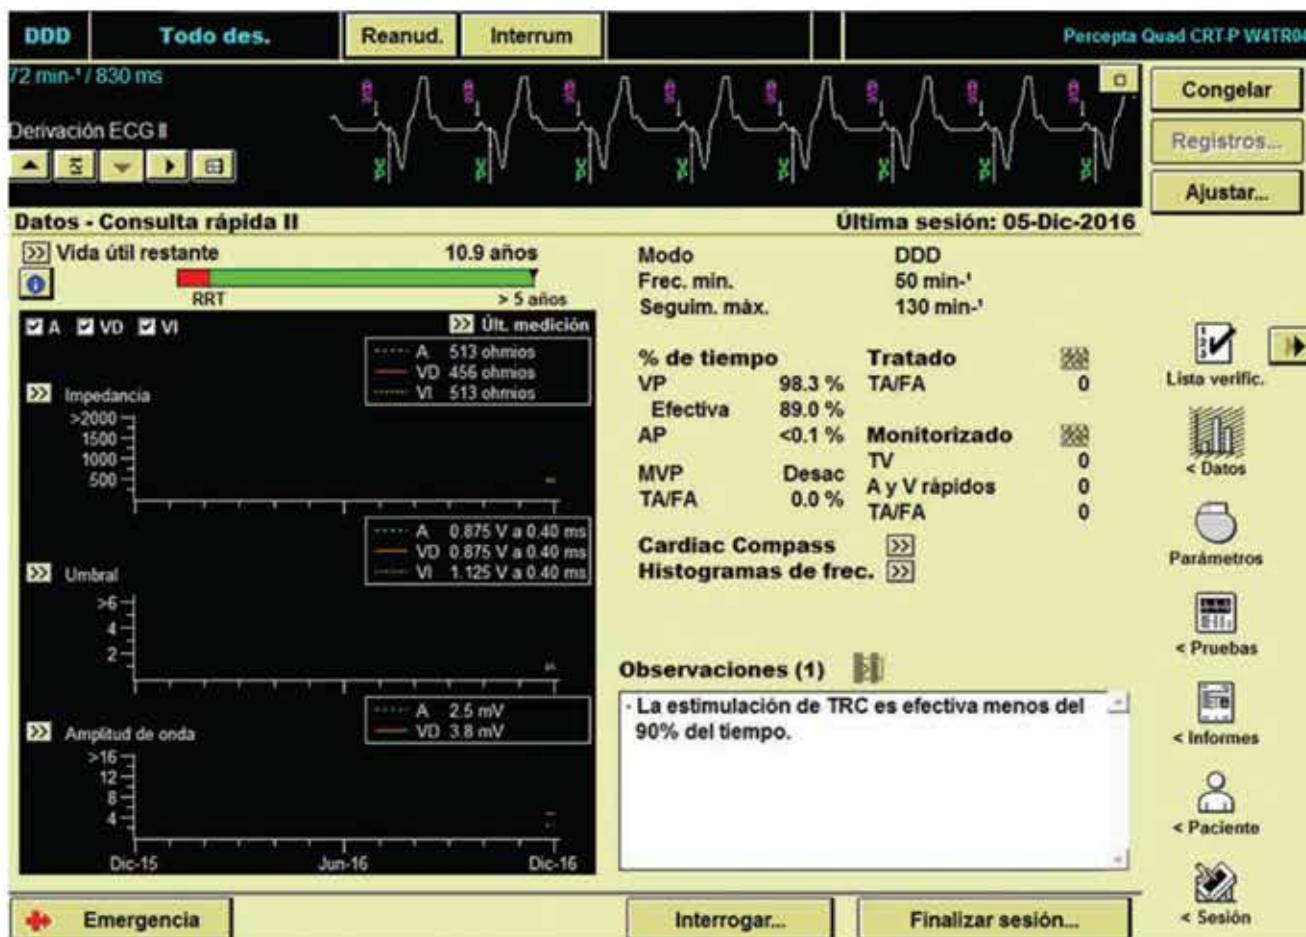 DDD Todo des. Reanud. Interrum Percepta Quad CRT-P W4TR04
72 min-¹ / 830 ms
Derivación ECG II
Congelar
Registros...
Ajustar...
Datos - Consulta rápida II Última sesión: 05-Dic-2016
Vida útil restante 10.9 años
RRT > 5 años
A VD VI Últ. medición
A 513 ohmios
VD 456 ohmios
VI 513 ohmios
Impedancia
>2000
1500
1000
500
A 0.875 V a 0.40 ms
VD 0.875 V a 0.40 ms
VI 1.125 V a 0.40 ms
Umbral
>6
4
2
A 2.5 mV
VD 3.8 mV
Amplitud de onda
>16
12
8
4
Dic-15 Jun-16 Dic-16
Modo DDD
Frec. mín. 50 min-¹
Seguim. máx. 130 min-¹
% de tiempo
VP 98.3 %
Efectiva 89.0 %
AP <0.1 %
MVP Desac
TA/FA 0.0 %
Tratado
TA/FA 0
Monitorizado
TV 0
A y V rápidos 0
TA/FA 0
Cardiac Compass
Histogramas de frec.
Observaciones (1)
- La estimulación de TRC es efectiva menos del
90% del tiempo.
Lista verific.
< Datos
Parámetros
< Pruebas
< Informes
< Paciente
< Sesión
Emergencia Interrogar... Finalizar sesión...